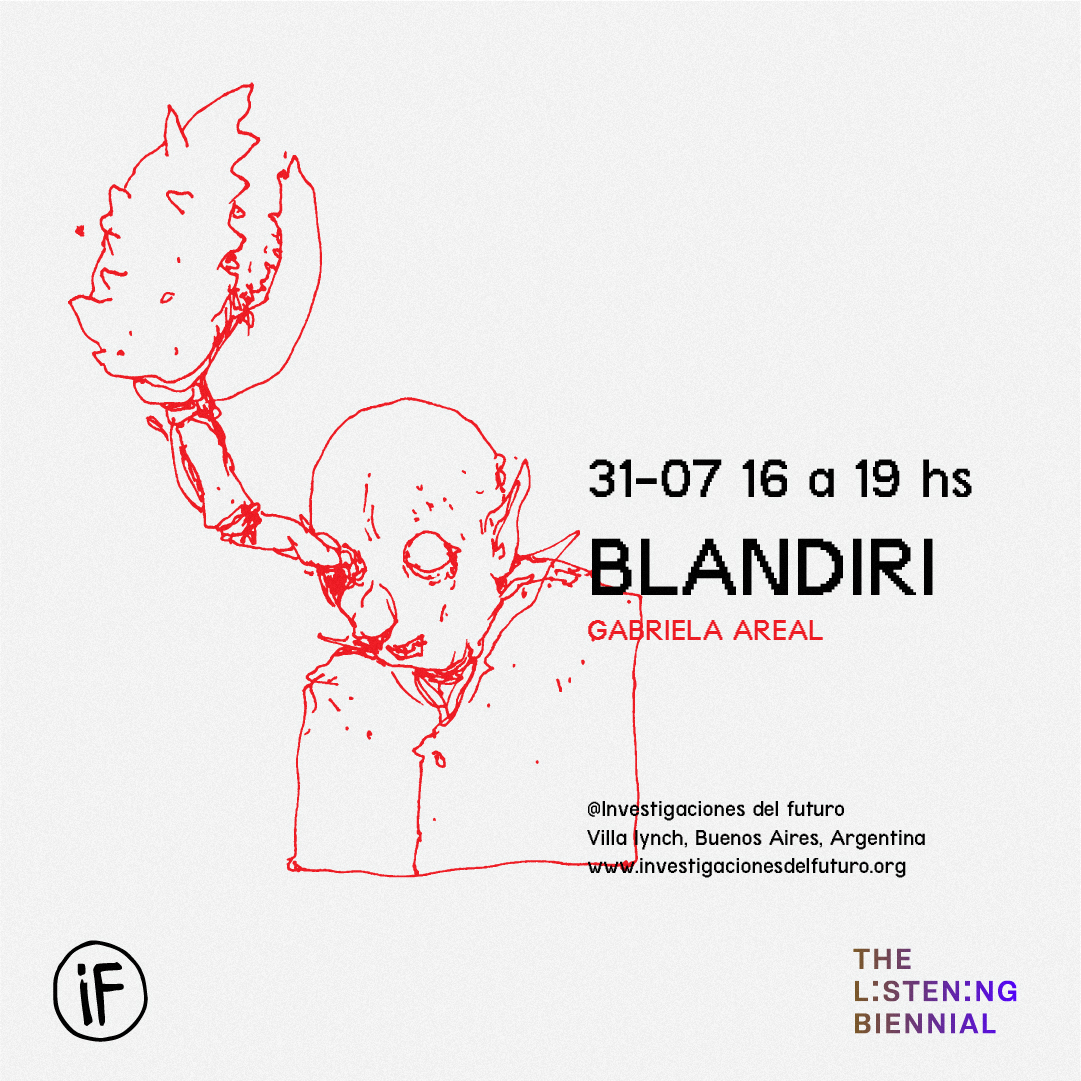 31-07 16 a 19 hs
BLANDIRI
GABRIELA AREAL
@Investigaciones del futuro
Villa lynch, Buenos Aires, Argentina
www.investigacionesdelfuturo.org
iF
THE
L:STEN:NG
BIENNIAL